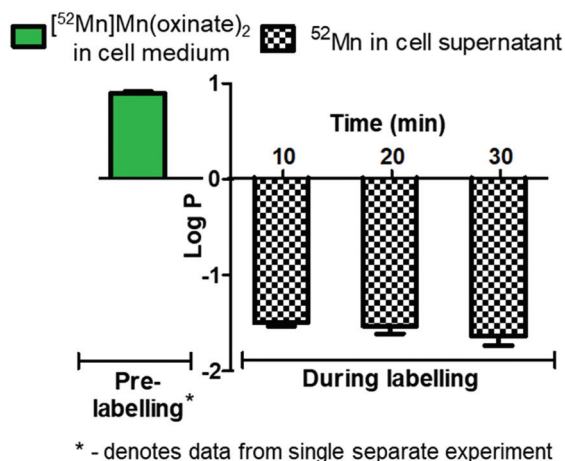 [⁵²Mn]Mn(oxinate)₂
in cell medium
⁵²Mn in cell supernatant
1
Time (min)
10 20 30
0
Log P
-1
-2
Pre-
labelling*
During labelling
* - denotes data from single separate experiment